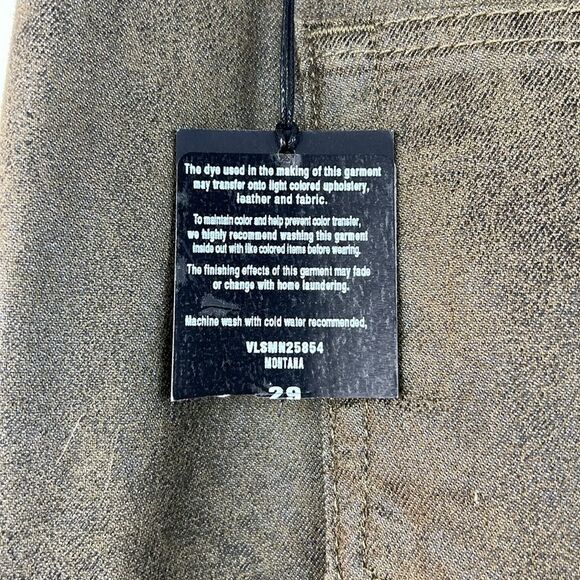 The dye used in the making of this garment
may transfer onto light colored upholstery,
leather and fabric.
To maintain color and help prevent color transfer,
we highly recommend washing this garment
inside out with like colored items before wearing.
The finishing effects of this garment may fade
or change with home laundering.
Machine wash with cold water recommended,
VLSMN25854
MONTANA
29